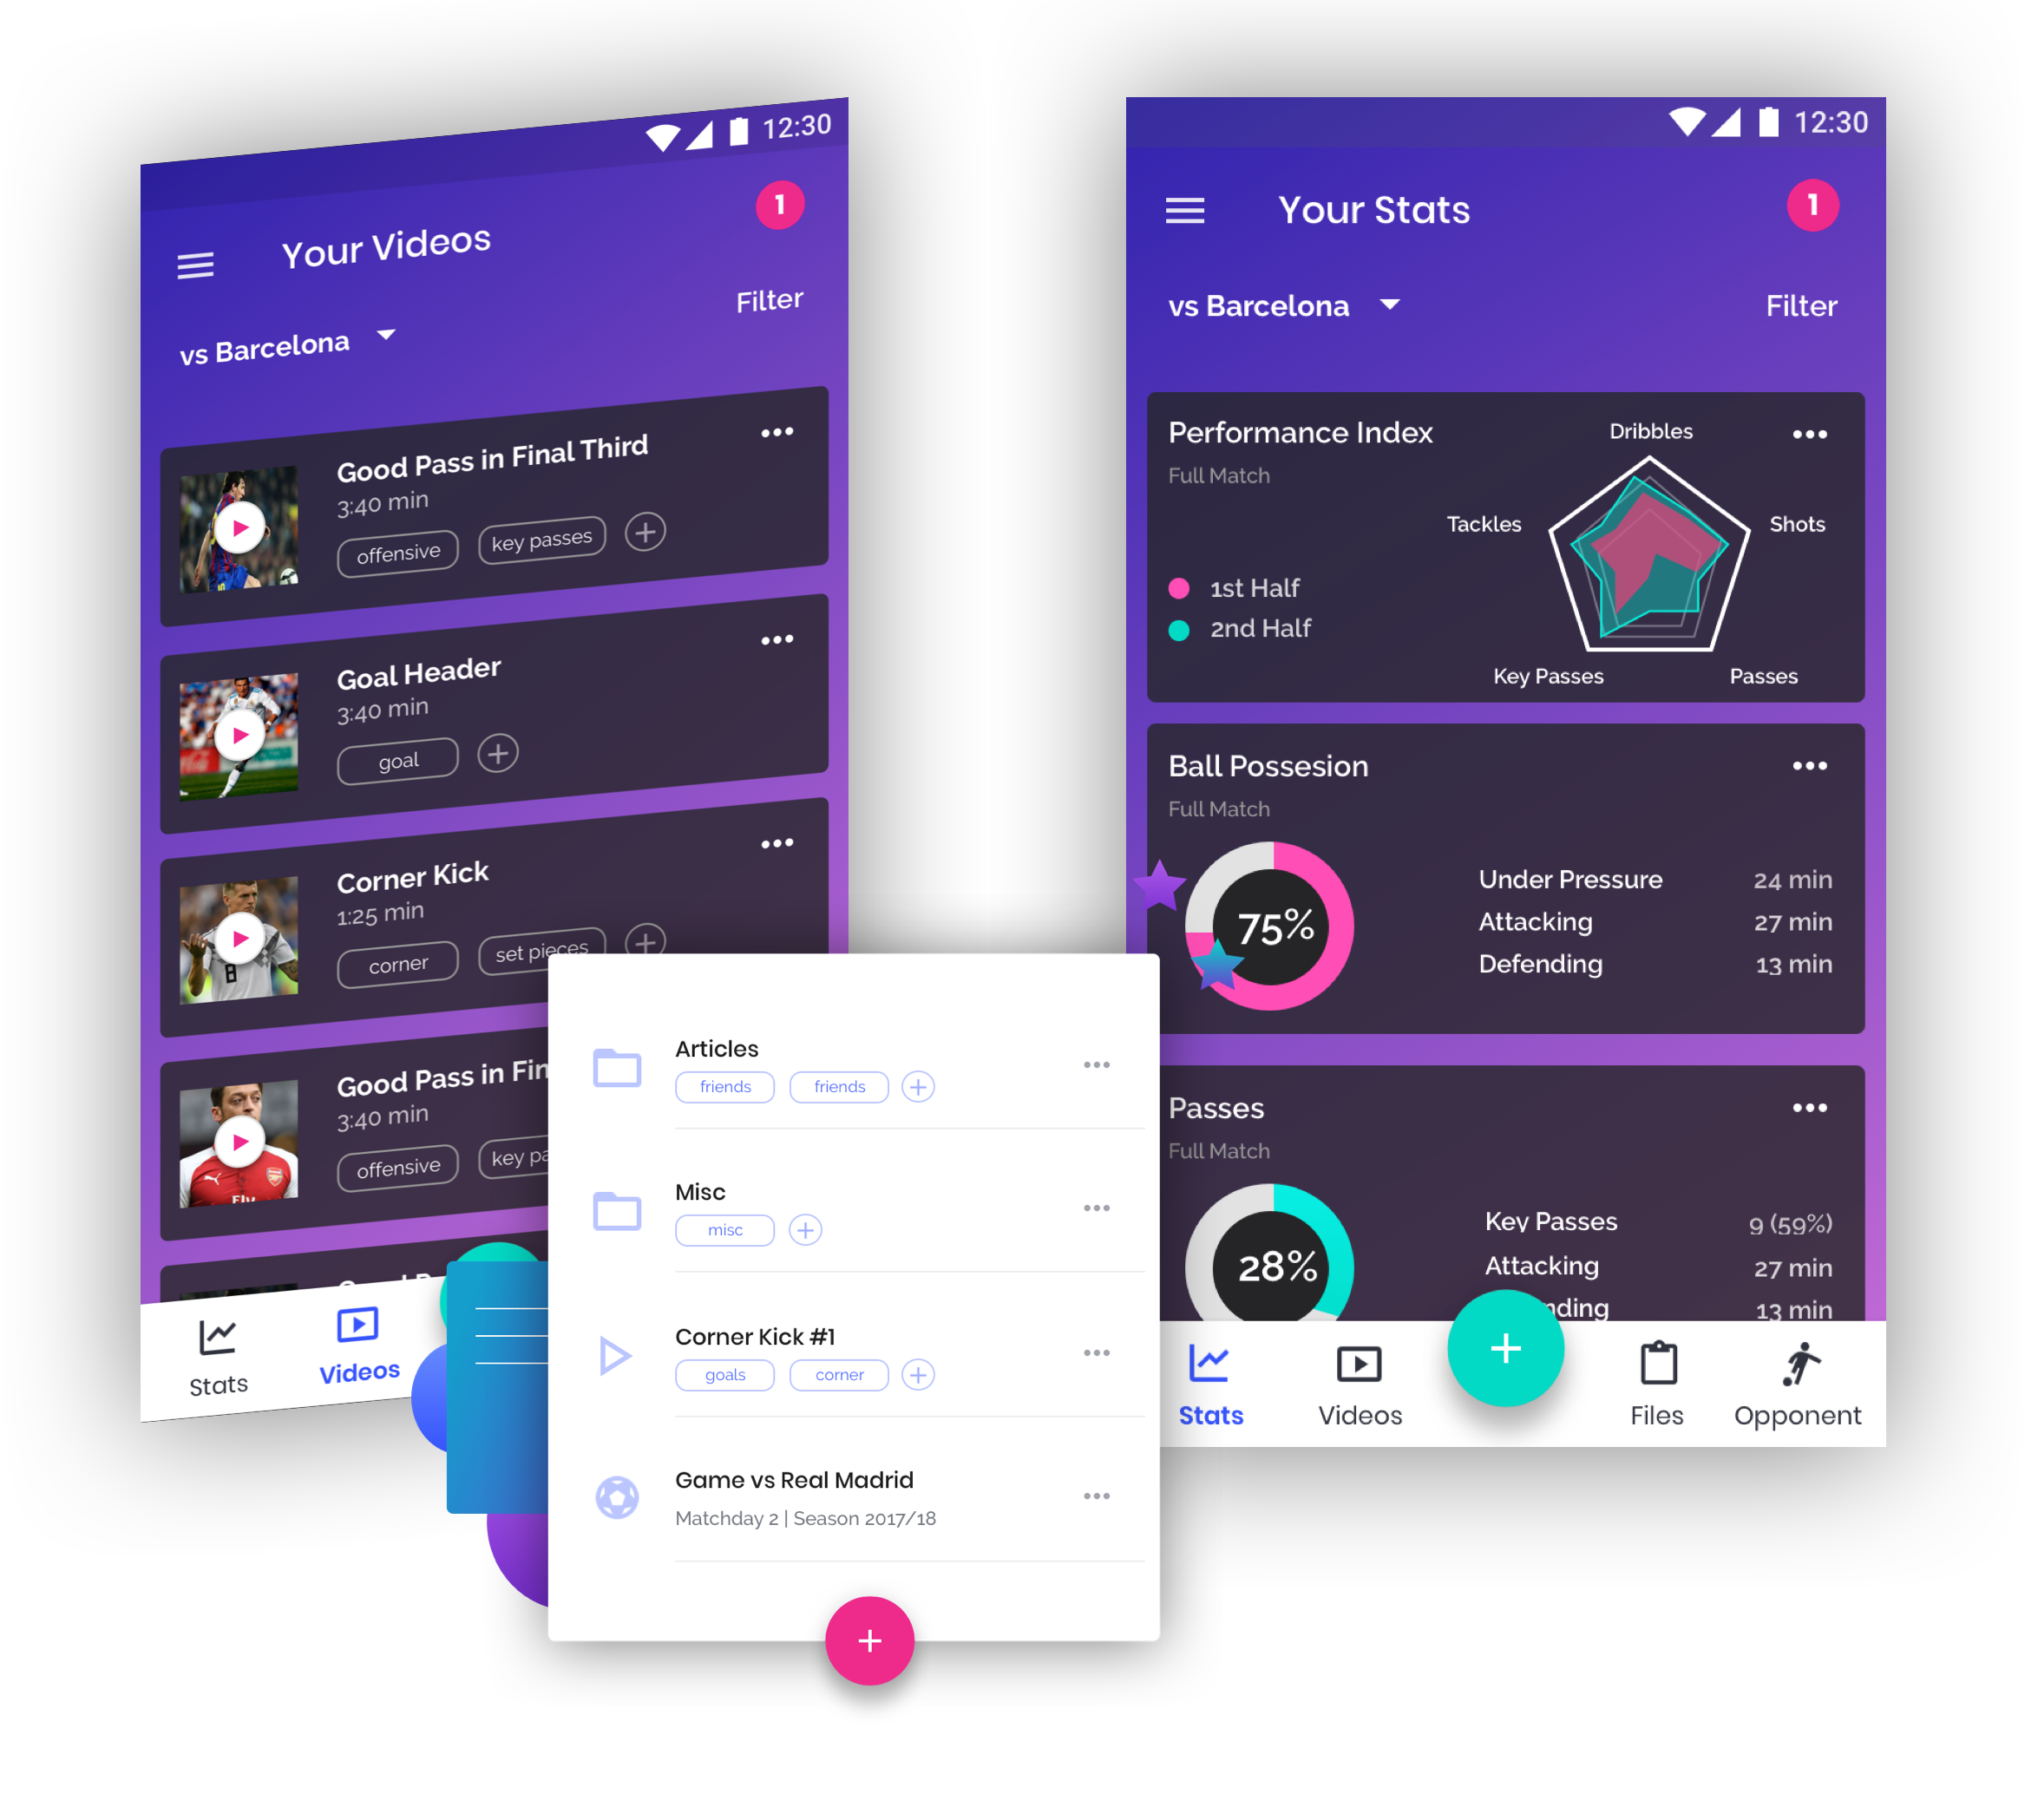 12:30
Your Videos
1
vs Barcelona
Filter
Good Pass in Final Third
3:40 min
offensive
key passes
Goal Header
3:40 min
goal
Corner Kick
1:25 min
8
corner
set pieces
Good Pass in Fin
3:40 min
offensive
key pa
Stats
Videos
Articles
friends
friends
Misc
misc
Corner Kick #1
goals
corner
Game vs Real Madrid
Matchday 2 | Season 2017/18
12:30
Your Stats
1
vs Barcelona
Filter
Performance Index
Full Match
1st Half
2nd Half
Dribbles
Tackles
Shots
Key Passes
Passes
Ball Possesion
Full Match
75%
Under Pressure
24 min
Attacking
27 min
Defending
13 min
Passes
Full Match
28%
Key Passes
9 (59%)
Attacking
27 min
nding
13 min
Stats
Videos
Files
Opponent